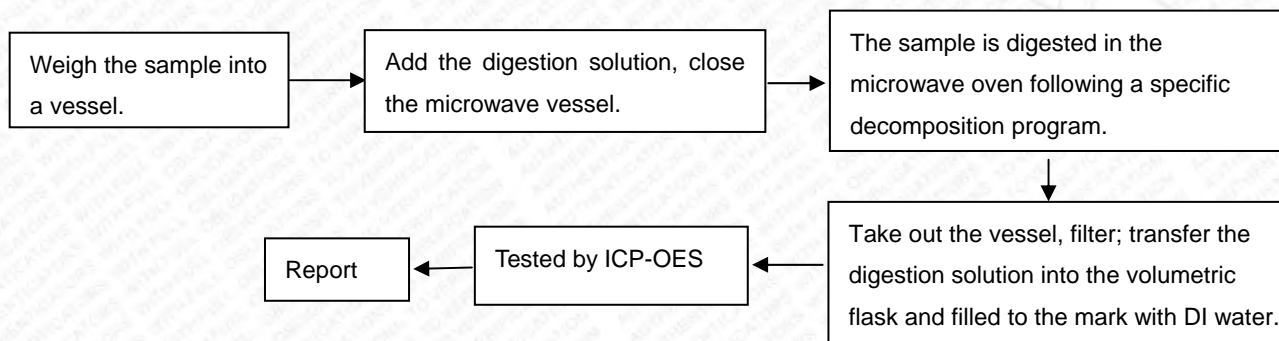 Weigh the sample into
a vessel.
Add the digestion solution, close
the microwave vessel.
The sample is digested in the
microwave oven following a specific
decomposition program.
Take out the vessel, filter; transfer the
digestion solution into the volumetric
flask and filled to the mark with DI water.
Tested by ICP-OES
Report